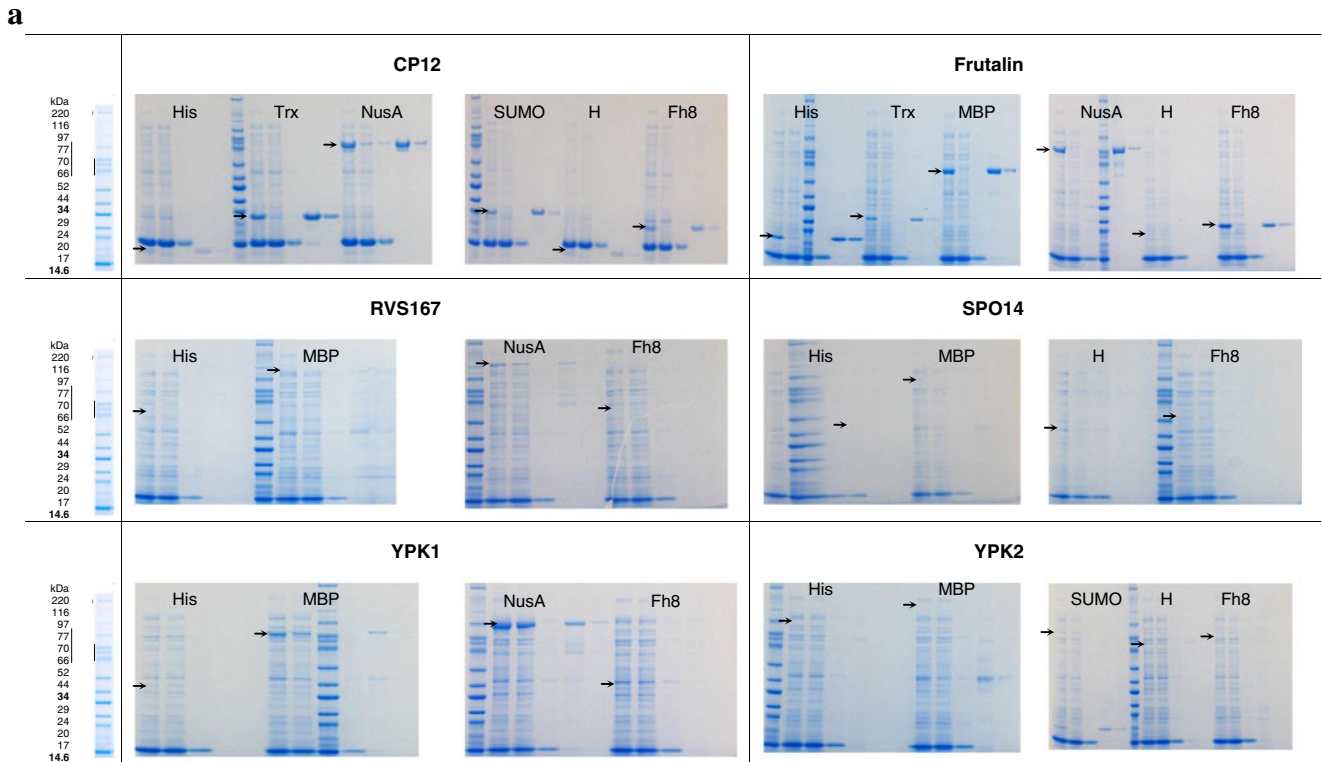 a
CP12
Frutalin
kDa
220
116
97
77
70
66
52
44
34
29
24
20
17
14.6
His Trx NusA
SUMO H Fh8
His Trx MBP
NusA H Fh8
RVS167
SPO14
kDa
220
116
97
77
70
66
52
44
34
29
24
20
17
14.6
His MBP
NusA Fh8
His MBP
H Fh8
YPK1
YPK2
kDa
220
116
97
77
70
66
52
44
34
29
24
20
17
14.6
His MBP
NusA Fh8
His MBP
SUMO H Fh8